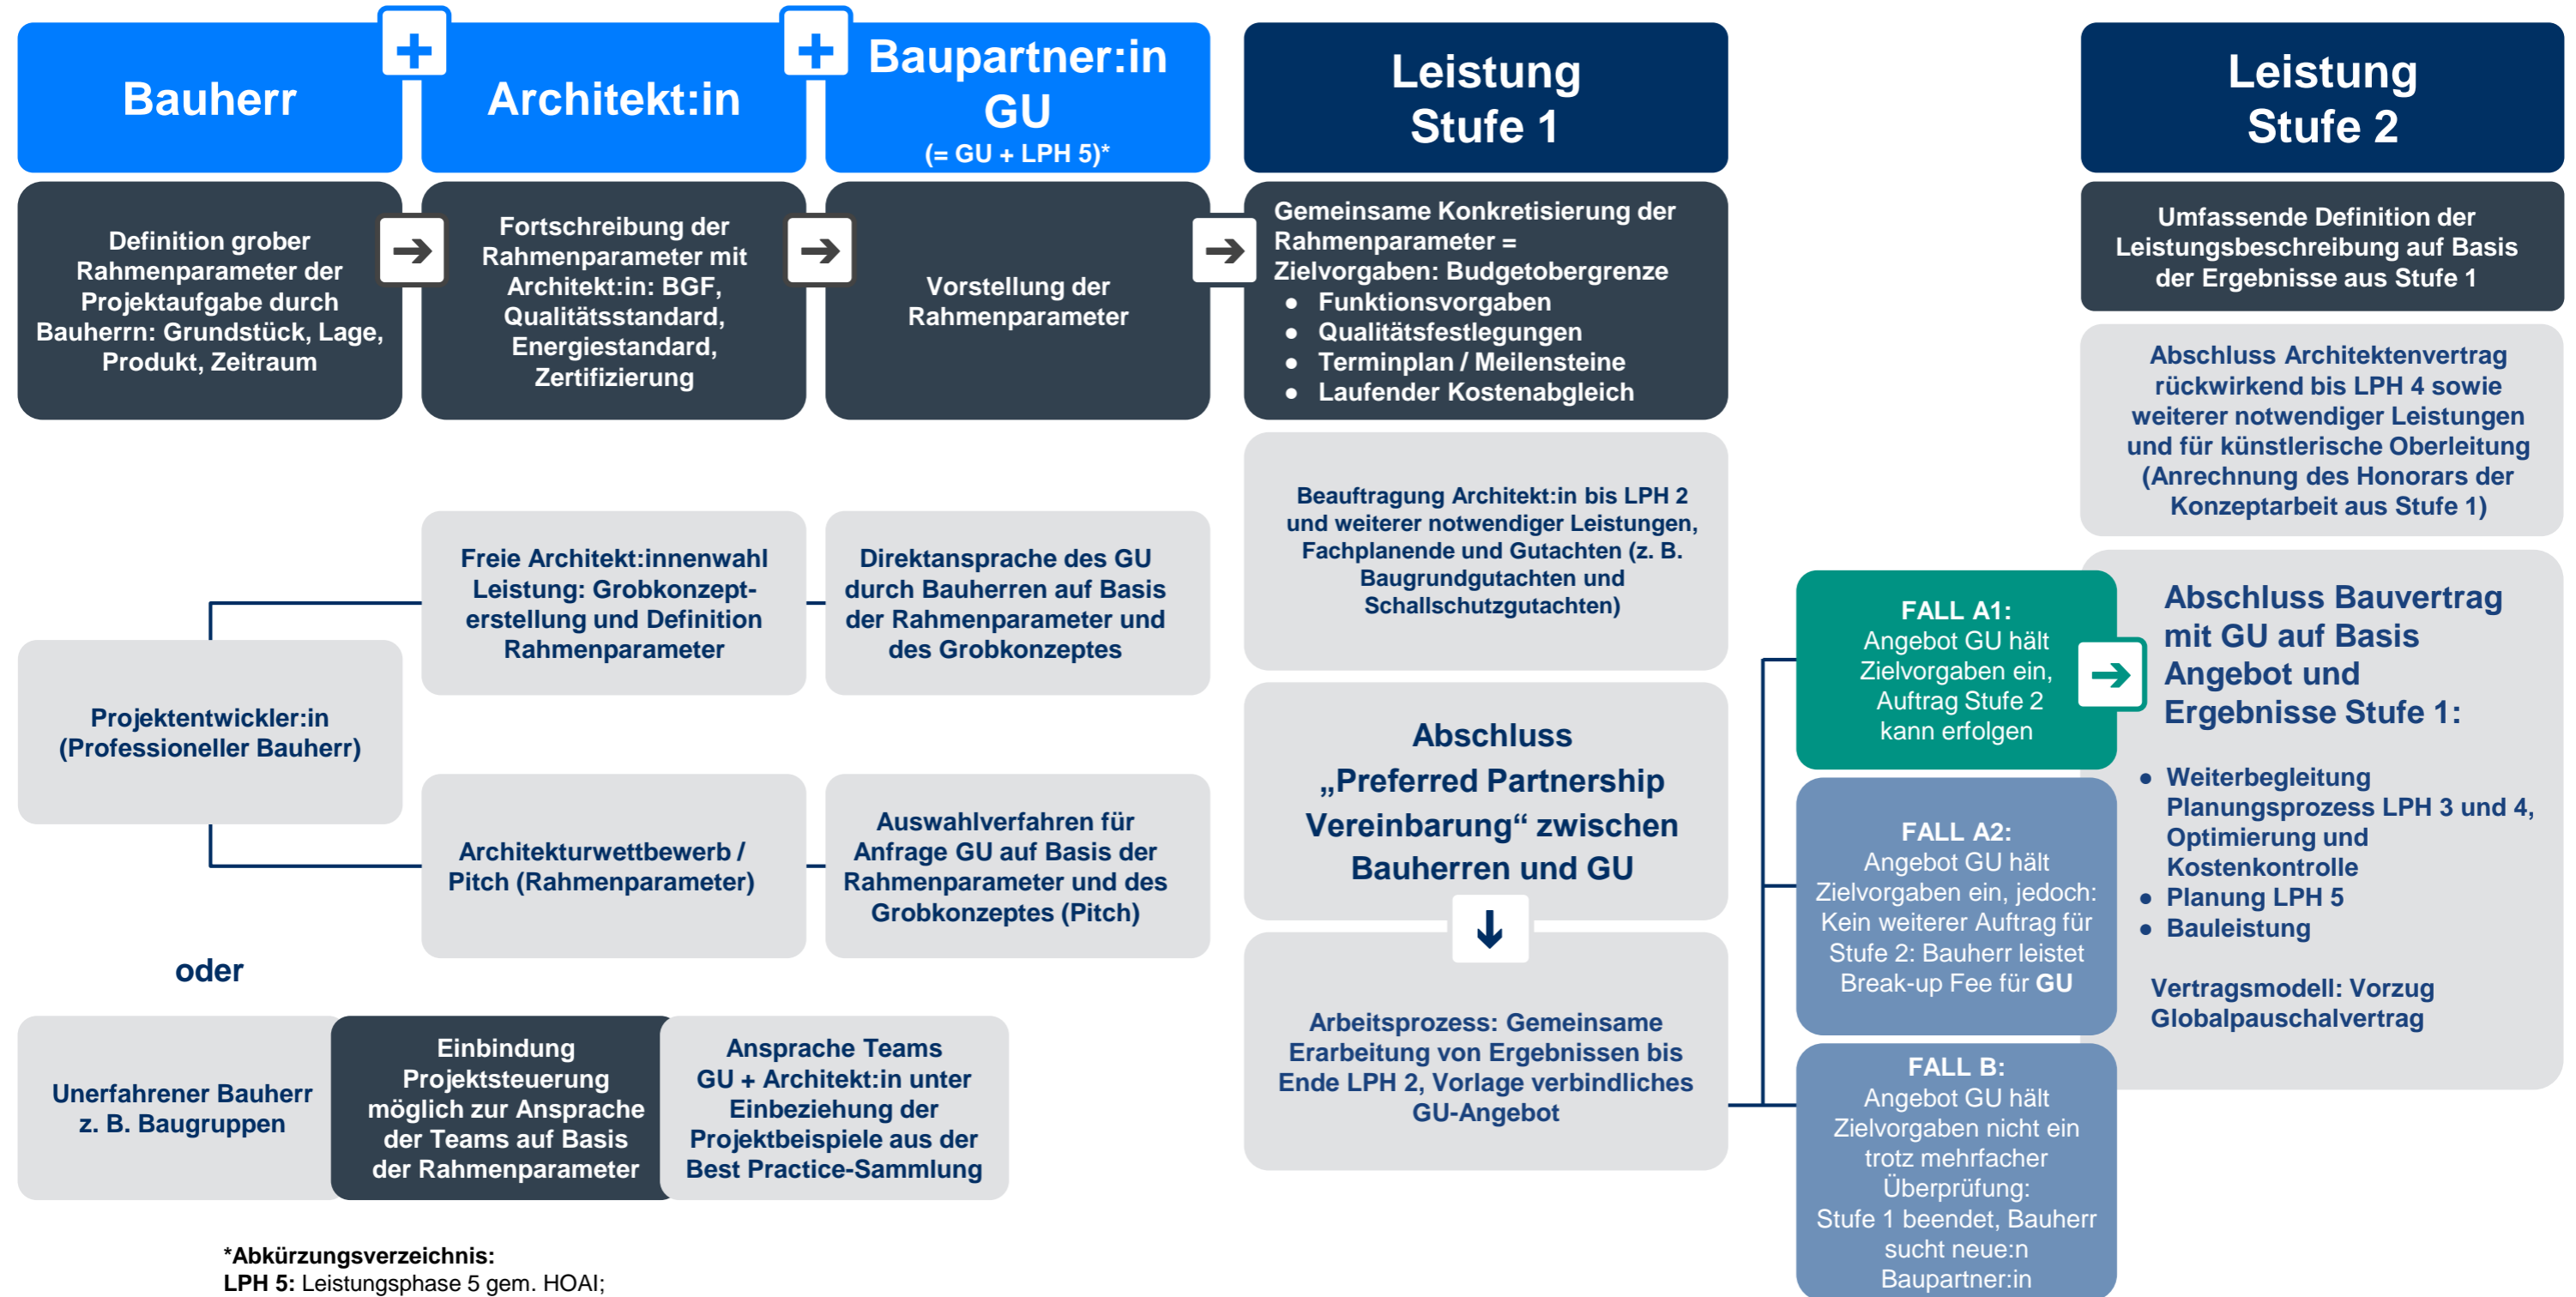 Bauherr
+
Architekt:in
+
Baupartner:in
GU
(= GU + LPH 5)*
Leistung
Stufe 1
Leistung
Stufe 2
Definition grober
Rahmenparameter der
Projektaufgabe durch
Bauherrn: Grundstück, Lage,
Produkt, Zeitraum
Fortschreibung der
Rahmenparameter mit
Architekt:in: BGF,
Qualitätsstandard,
Energiestandard,
Zertifizierung
Vorstellung der
Rahmenparameter
Gemeinsame Konkretisierung der
Rahmenparameter =
Zielvorgaben: Budgetobergrenze
● Funktionsvorgaben
● Qualitätsfestlegungen
● Terminplan / Meilensteine
● Laufender Kostenabgleich
Umfassende Definition der
Leistungsbeschreibung auf Basis
der Ergebnisse aus Stufe 1
Projektentwickler:in
(Professioneller Bauherr)
Freie Architekt:innenwahl
Leistung: Grobkonzept-
erstellung und Definition
Rahmenparameter
Direktansprache des GU
durch Bauherren auf Basis
der Rahmenparameter und
des Grobkonzeptes
Architekturwettbewerb /
Pitch (Rahmenparameter)
Auswahlverfahren für
Anfrage GU auf Basis der
Rahmenparameter und des
Grobkonzeptes (Pitch)
oder
Unerfahrener Bauherr
z. B. Baugruppen
Einbindung
Projektsteuerung
möglich zur Ansprache
der Teams auf Basis
der Rahmenparameter
Ansprache Teams
GU + Architekt:in unter
Einbeziehung der
Projektbeispiele aus der
Best Practice-Sammlung
Beauftragung Architekt:in bis LPH 2
und weiterer notwendiger Leistungen,
Fachplanende und Gutachten (z. B.
Baugrundgutachten und
Schallschutzgutachten)
Abschluss
„Preferred Partnership
Vereinbarung“ zwischen
Bauherren und GU
Arbeitsprozess: Gemeinsame
Erarbeitung von Ergebnissen bis
Ende LPH 2, Vorlage verbindliches
GU-Angebot
FALL A1:
Angebot GU hält
Zielvorgaben ein,
Auftrag Stufe 2
kann erfolgen
FALL A2:
Angebot GU hält
Zielvorgaben ein, jedoch:
Kein weiterer Auftrag für
Stufe 2: Bauherr leistet
Break-up Fee für GU
FALL B:
Angebot GU hält
Zielvorgaben nicht ein
trotz mehrfacher
Überprüfung:
Stufe 1 beendet, Bauherr
sucht neue:n
Baupartner:in
Abschluss Architektenvertrag
rückwirkend bis LPH 4 sowie
weiterer notwendiger Leistungen
und für künstlerische Oberleitung
(Anrechnung des Honorars der
Konzeptarbeit aus Stufe 1)
Abschluss Bauvertrag
mit GU auf Basis
Angebot und
Ergebnisse Stufe 1:
● Weiterbegleitung
Planungsprozess LPH 3 und 4,
Optimierung und
Kostenkontrolle
● Planung LPH 5
● Bauleistung
Vertragsmodell: Vorzug
Globalpauschalvertrag
*Abkürzungsverzeichnis:
LPH 5: Leistungsphase 5 gem. HOAI;